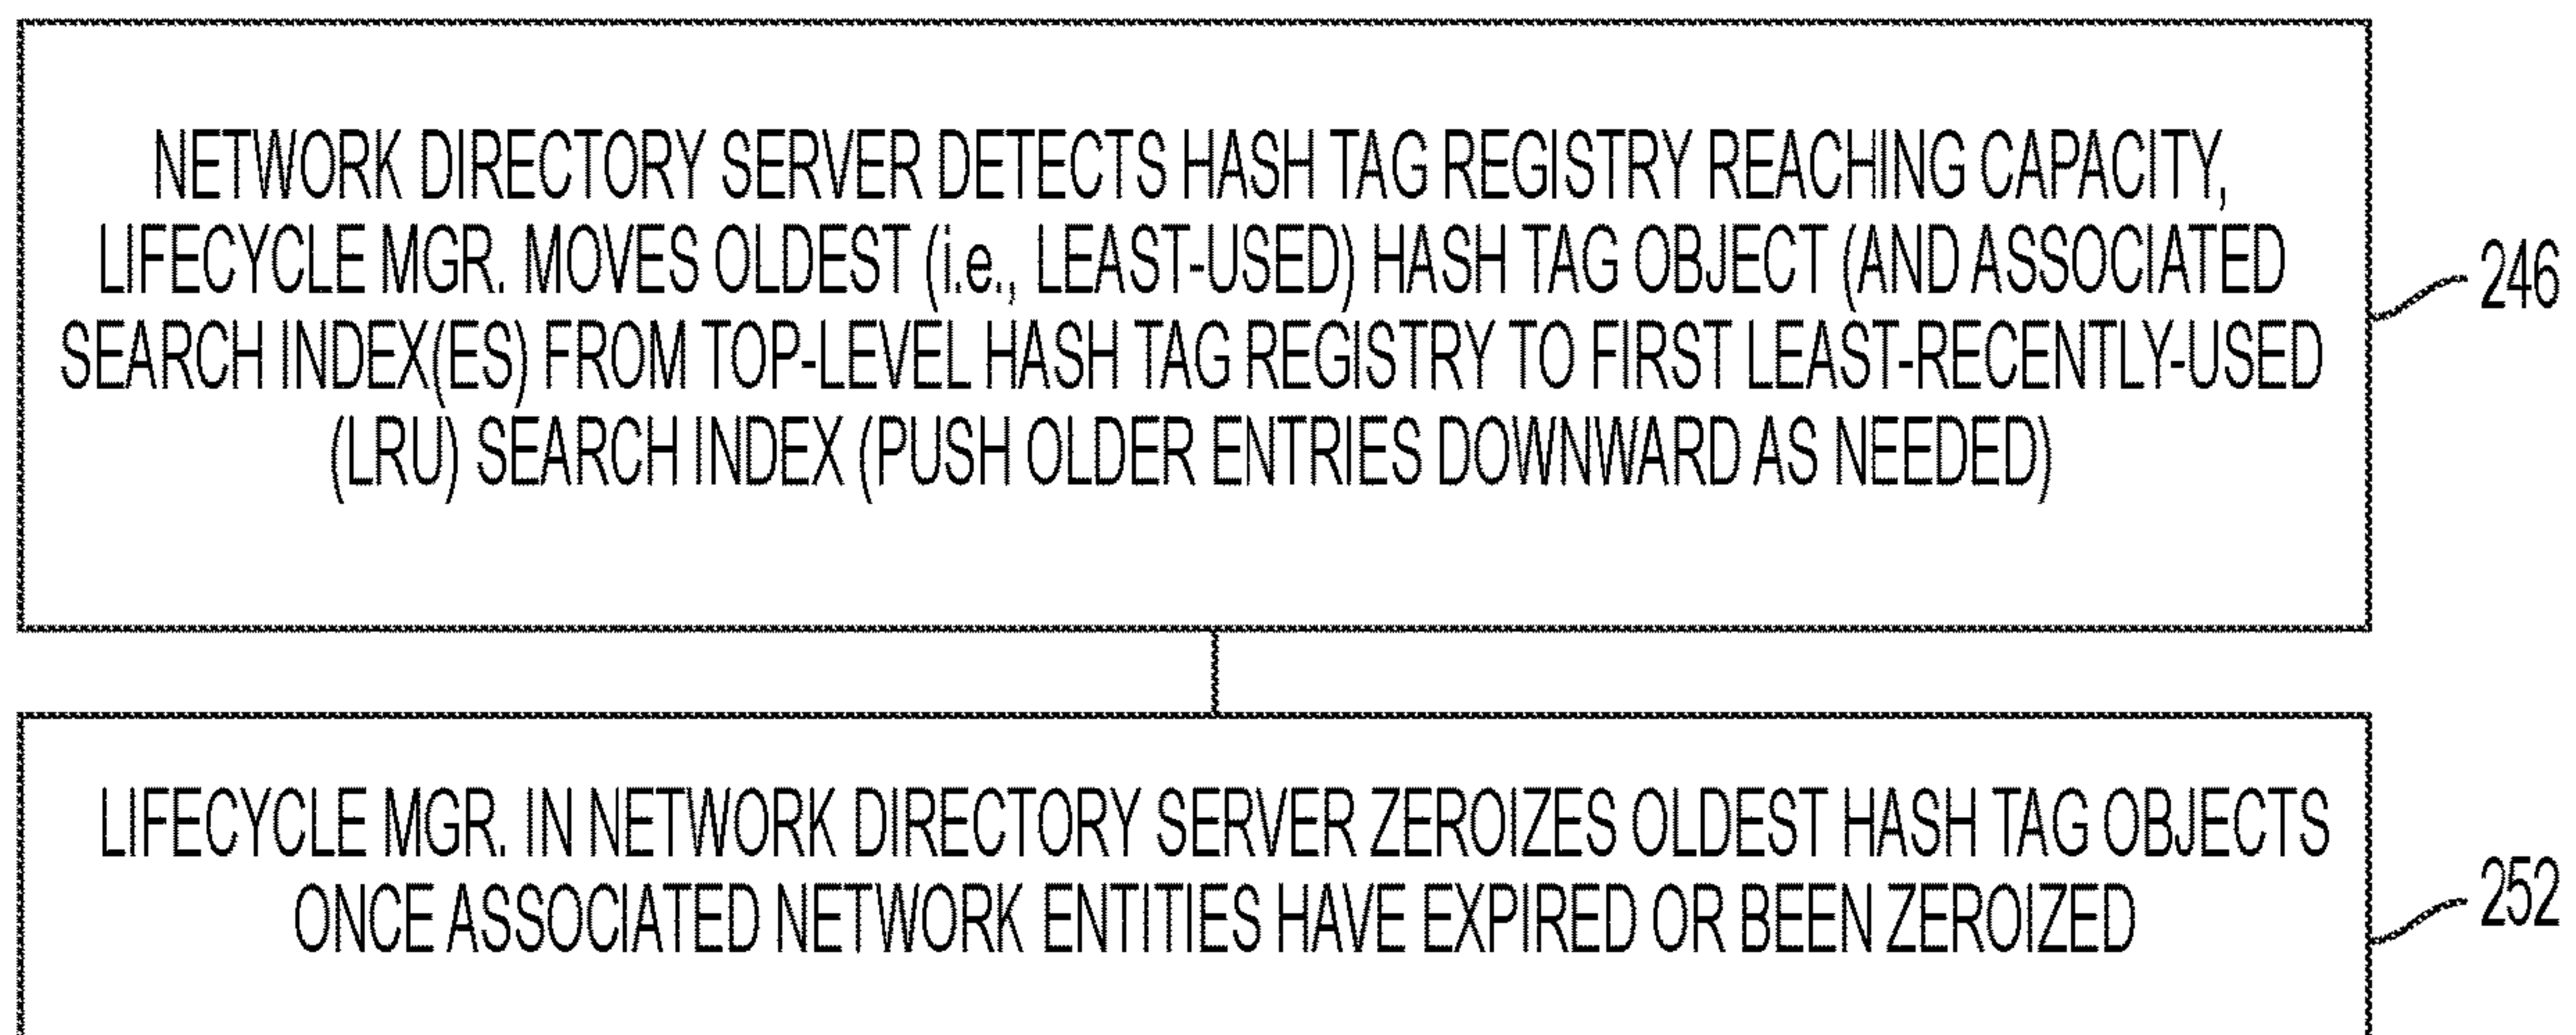 NETWORK DIRECTORY SERVER DETECTS HASH TAG REGISTRY REACHING CAPACITY,
LIFECYCLE MGR. MOVES OLDEST (i.e., LEAST-USED) HASH TAG OBJECT (AND ASSOCIATED
SEARCH INDEX(ES) FROM TOP-LEVEL HASH TAG REGISTRY TO FIRST LEAST-RECENTLY-USED
(LRU) SEARCH INDEX (PUSH OLDER ENTRIES DOWNWARD AS NEEDED)
246
LIFECYCLE MGR. IN NETWORK DIRECTORY SERVER ZEROIZES OLDEST HASH TAG OBJECTS
ONCE ASSOCIATED NETWORK ENTITIES HAVE EXPIRED OR BEEN ZEROIZED
252